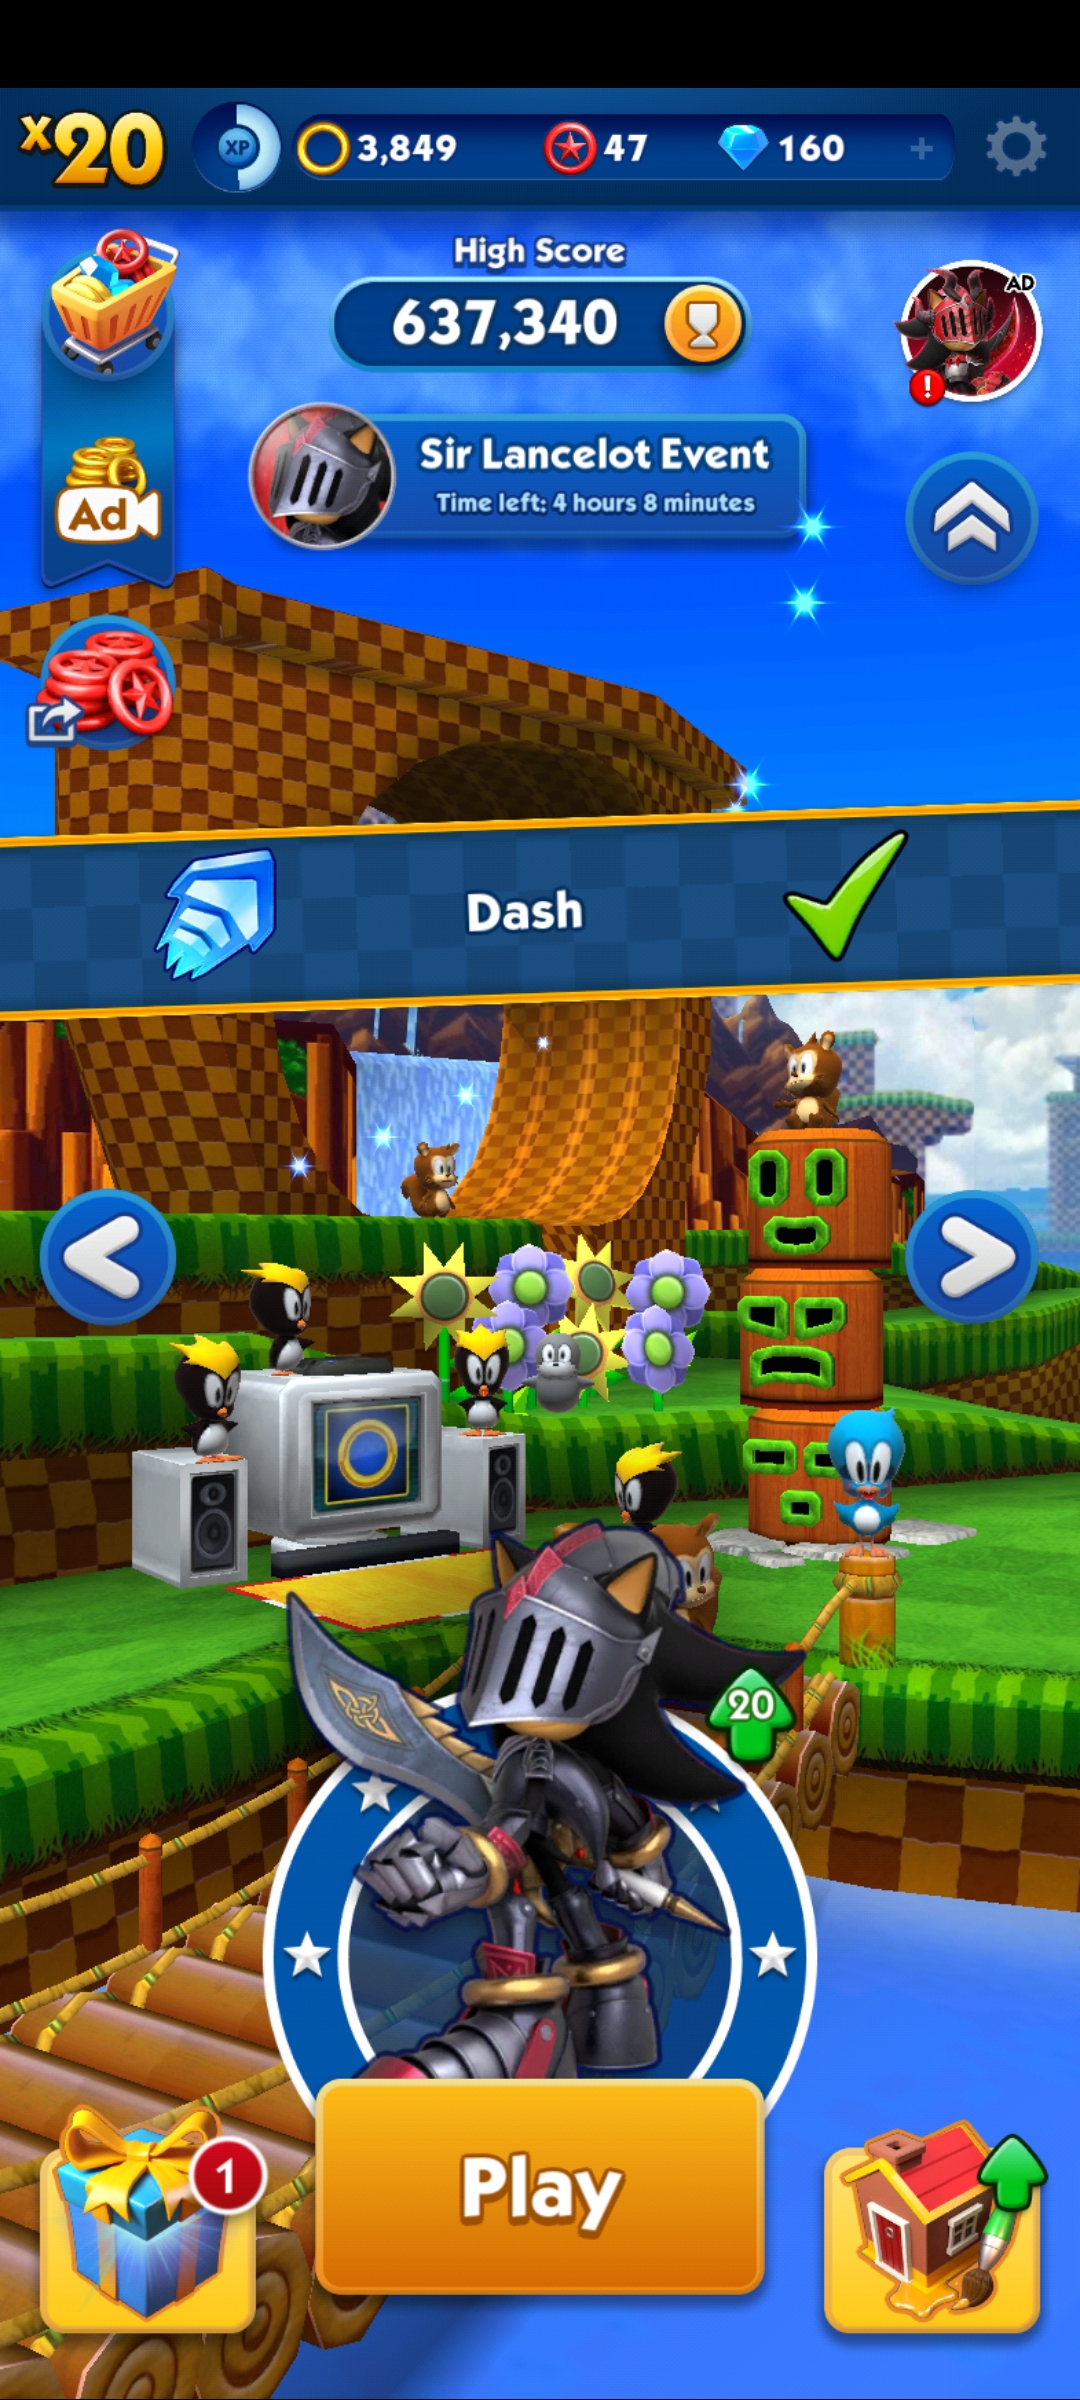 x20
XP
3,849
47
160
+
High Score
637,340
AD
!
Sir Lancelot Event
Time left: 4 hours 8 minutes
Ad
Dash
20
1
Play